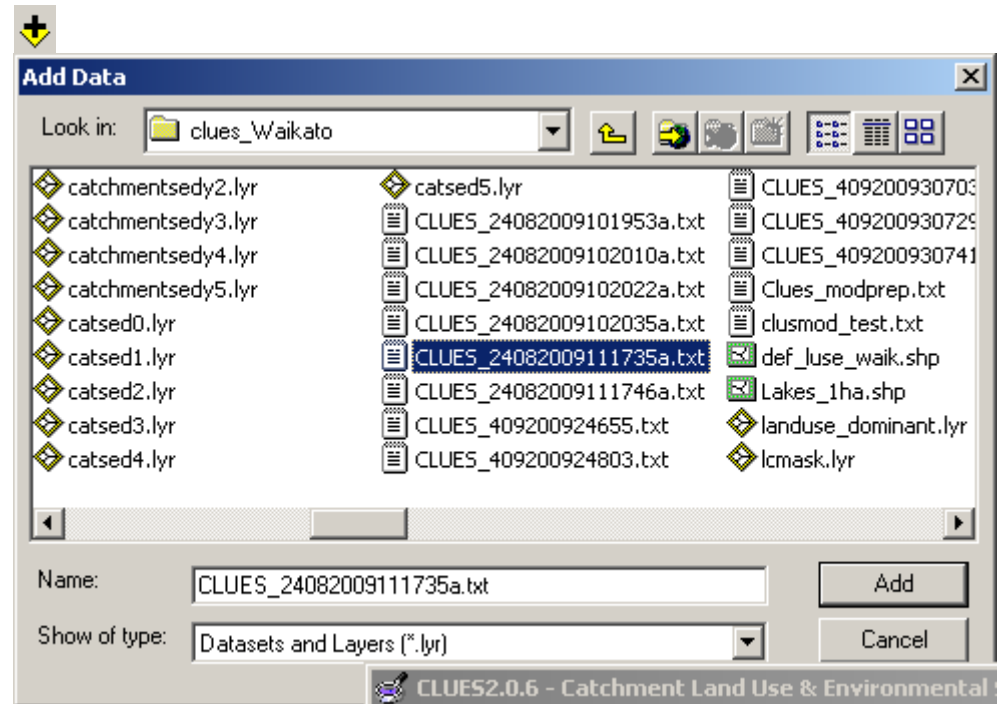 Add Data
Look in: clues_Waikato
catchmentsedy2.lyr
catchmentsedy3.lyr
catchmentsedy4.lyr
catchmentsedy5.lyr
catsed0.lyr
catsed1.lyr
catsed2.lyr
catsed3.lyr
catsed4.lyr
catsed5.lyr
CLUES_24082009101953a.txt
CLUES_24082009102010a.txt
CLUES_24082009102022a.txt
CLUES_24082009102035a.txt
CLUES_24082009111735a.txt
CLUES_24082009111746a.txt
CLUES_409200924655.txt
CLUES_409200924803.txt
CLUES_409200930703
CLUES_409200930729
CLUES_409200930741
Clues_modprep.txt
clusmod_test.txt
def_luse_waik.shp
Lakes_1ha.shp
landuse_dominant.lyr
lcmask.lyr
Name: CLUES_24082009111735a.txt Add
Show of type: Datasets and Layers (*.lyr) Cancel
CLUES2.0.6 - Catchment Land Use & Environmental